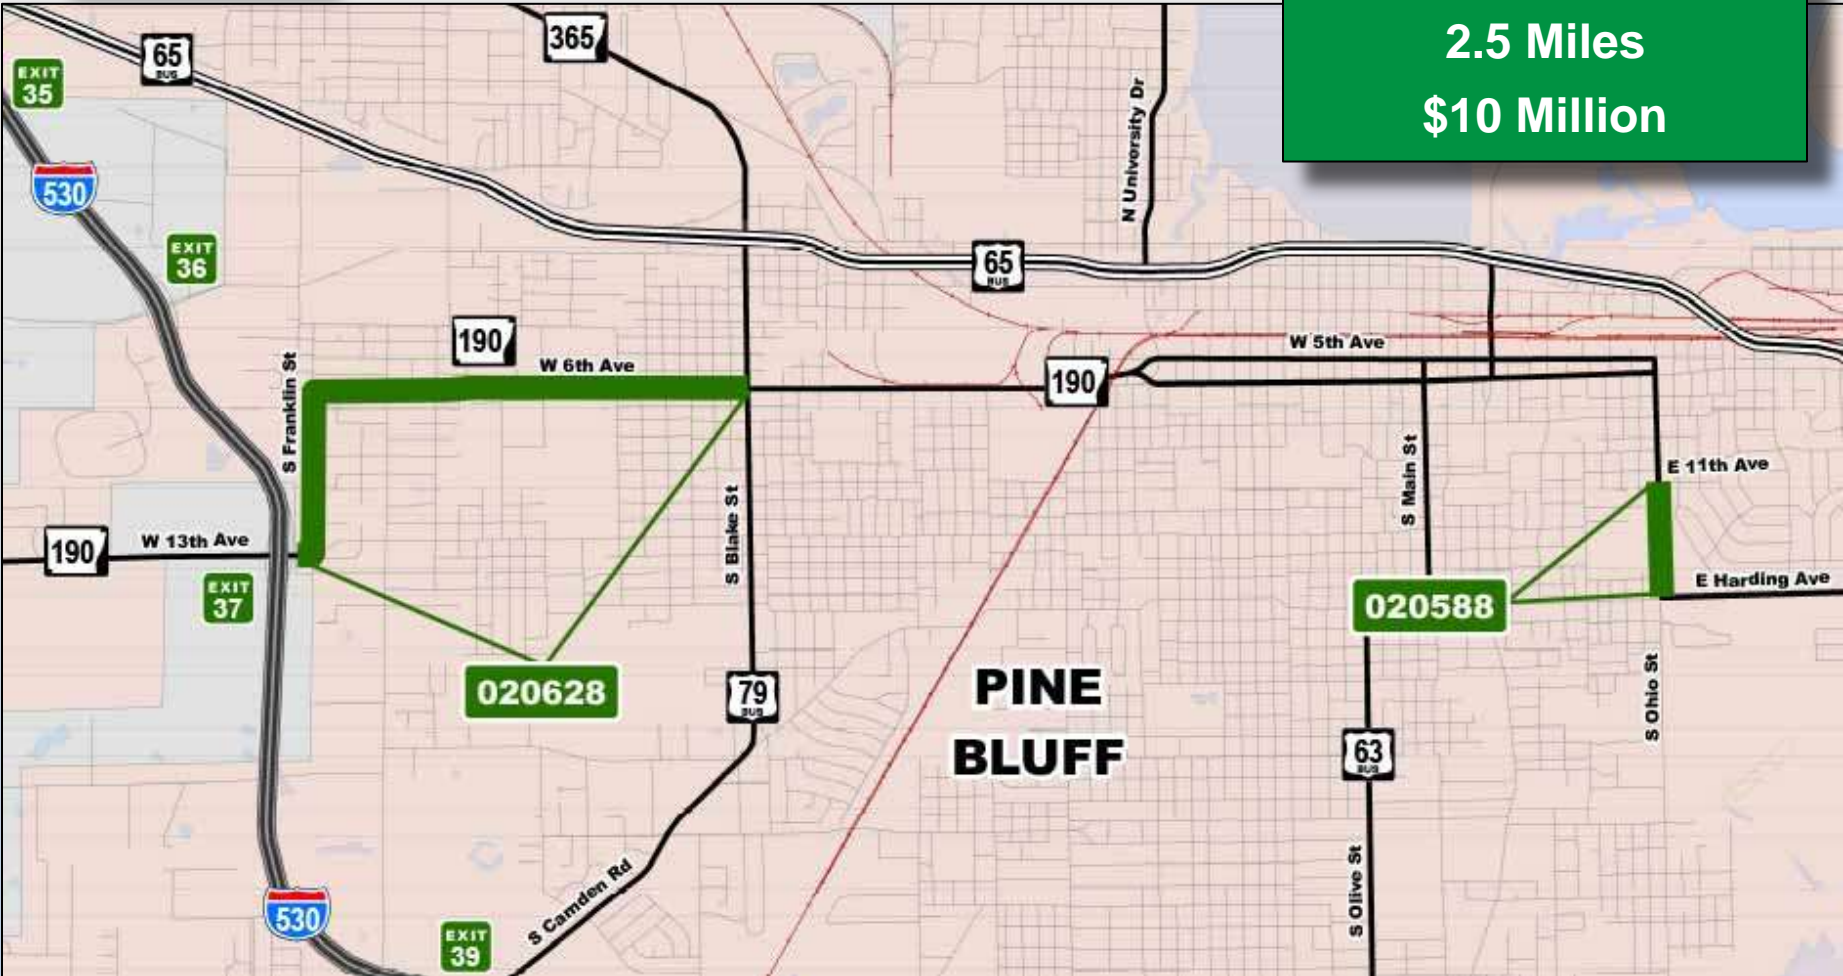 2.5 Miles
$10 Million
365
65
BUS
EXIT
35
N University Dr
530
EXIT
36
65
BUS
190
W 5th Ave
S Franklin St
W 6th Ave
190
S Main St
E 11th Ave
S Blake St
190
W 13th Ave
EXIT
37
E Harding Ave
020588
020628
79
BUS
PINE
BLUFF
S Ohio St
63
BUS
S Olive St
S Camden Rd
530
EXIT
39